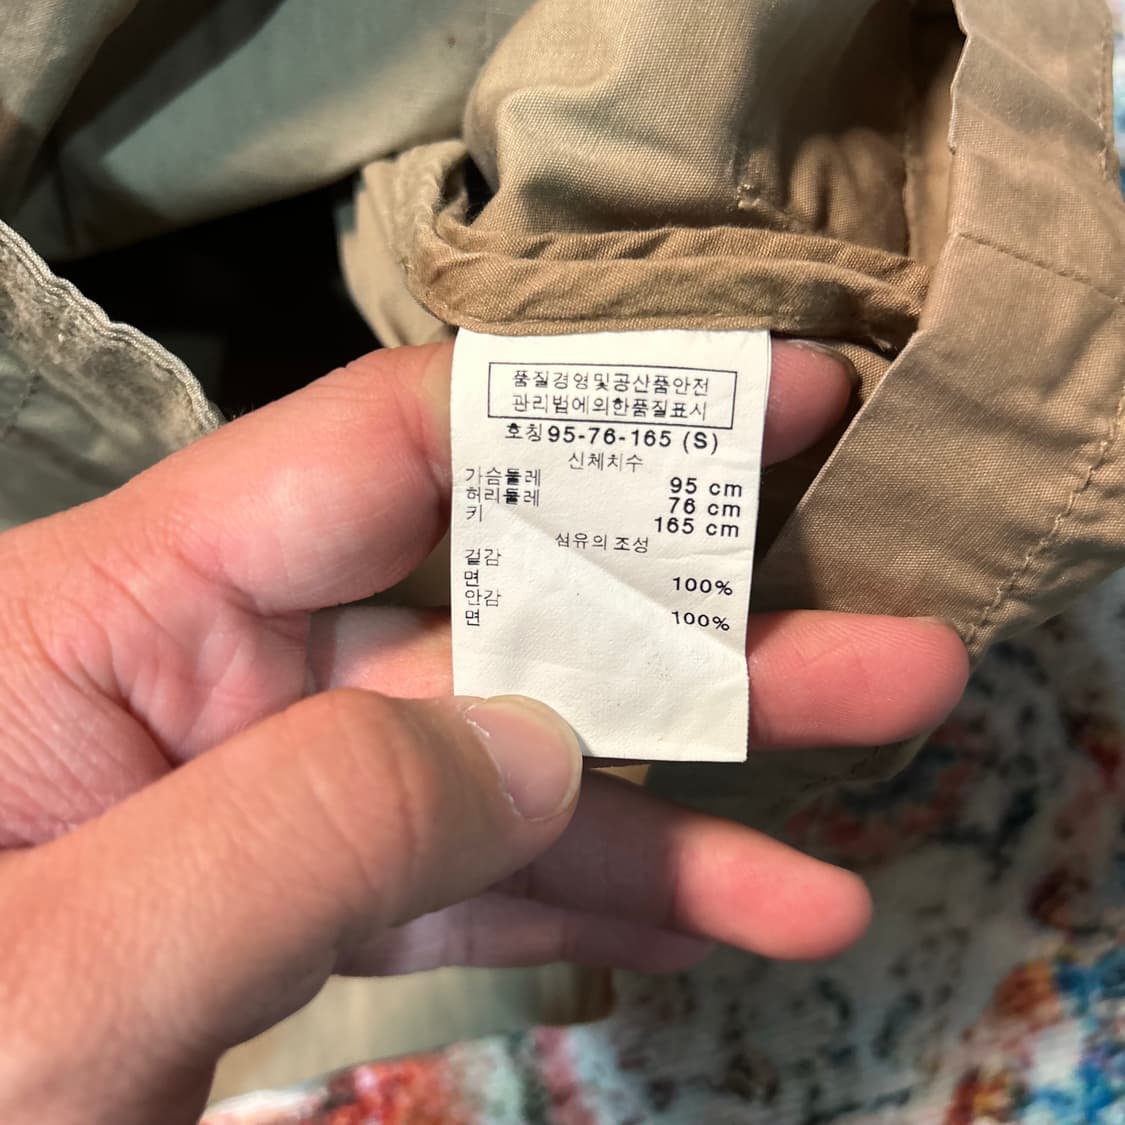 품질경영및공산품안전
관리법에의한품질표시
호칭95-76-165 (S)
신체치수
가슴둘레 95 cm
허리둘레 76 cm
키 165 cm
섬유의 조성
겉감
면 100%
안감
면 100%